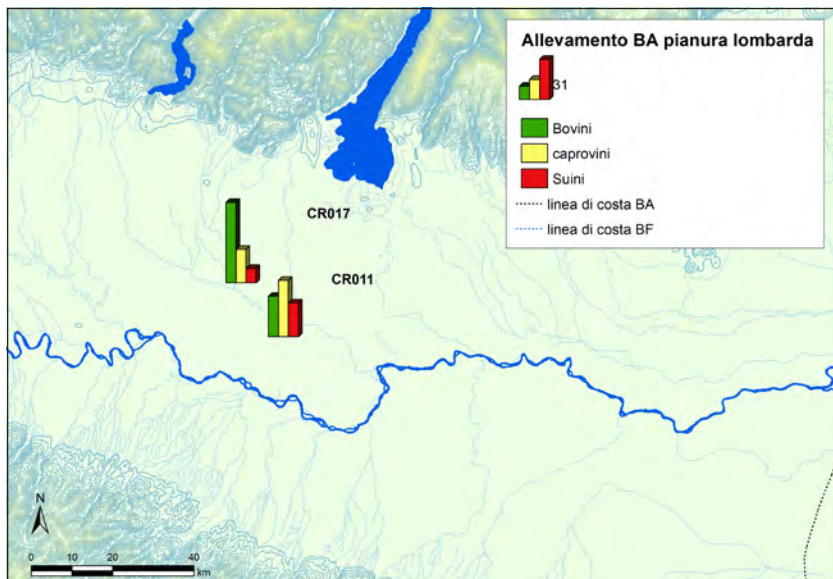 Allevamento BA pianura lombarda
31
Bovini
caprovini
Suini
linea di costa BA
linea di costa BF
CR017
CR011
N
0 10 20 40
km